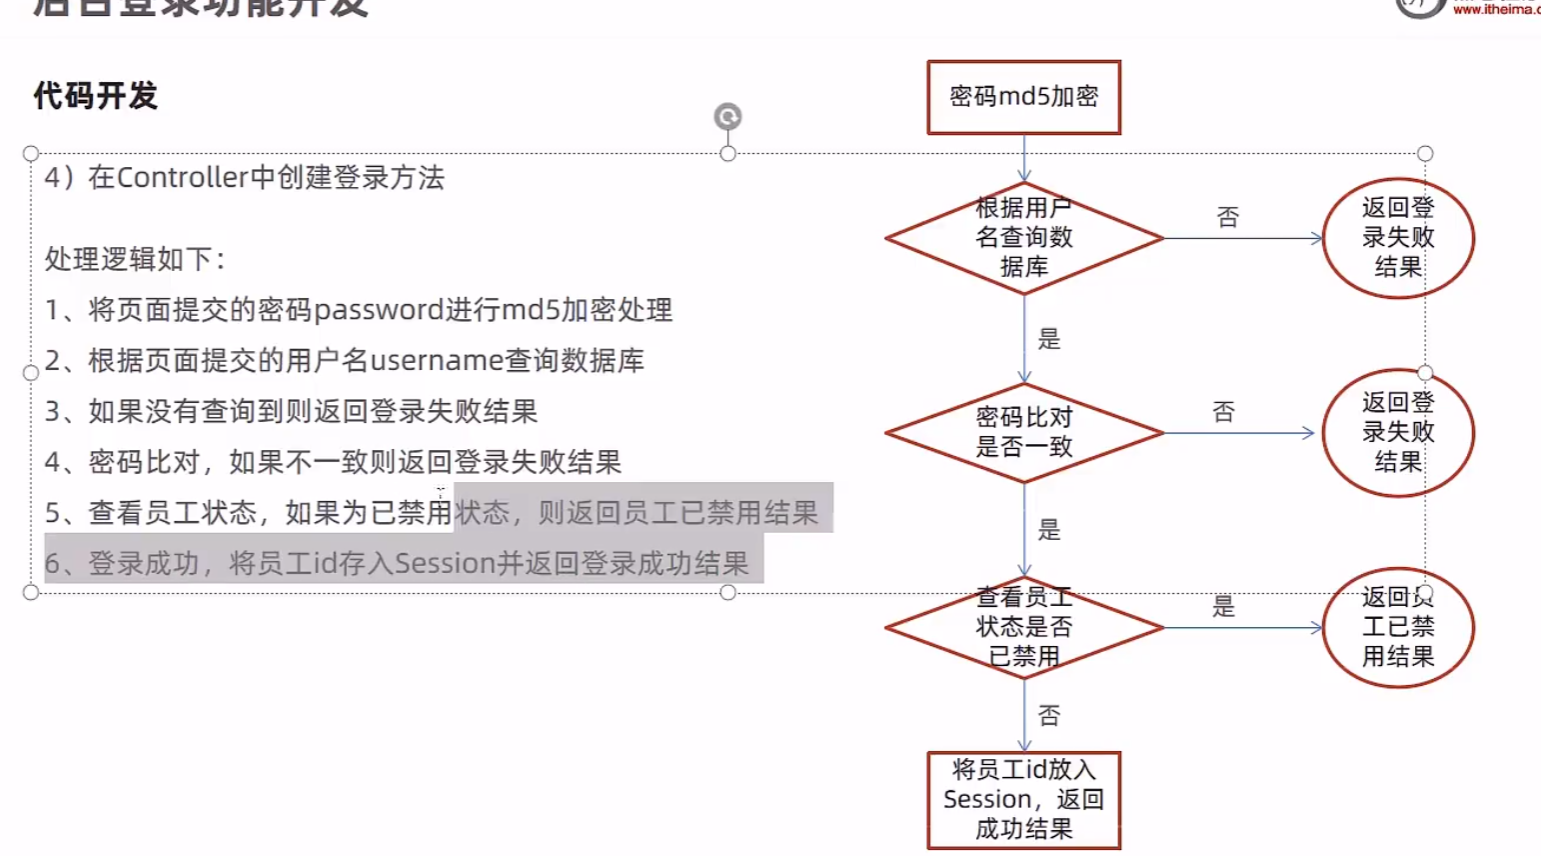 后台登录功能开发
www.itheima.c
代码开发
4）在Controller中创建登录方法
处理逻辑如下：
1、将页面提交的密码password进行md5加密处理
2、根据页面提交的用户名username查询数据库
3、如果没有查询到则返回登录失败结果
4、密码比对，如果不一致则返回登录失败结果
5、查看员工状态，如果为已禁用状态，则返回员工已禁用结果
6、登录成功，将员工id存入Session并返回登录成功结果
密码md5加密
根据用户
名查询数
据库
否
返回登
录失败
结果
是
密码比对
是否一致
否
返回登
录失败
结果
是
查看员工
状态是否
已禁用
是
返回员
工已禁
用结果
否
将员工id放入
Session，返回
成功结果